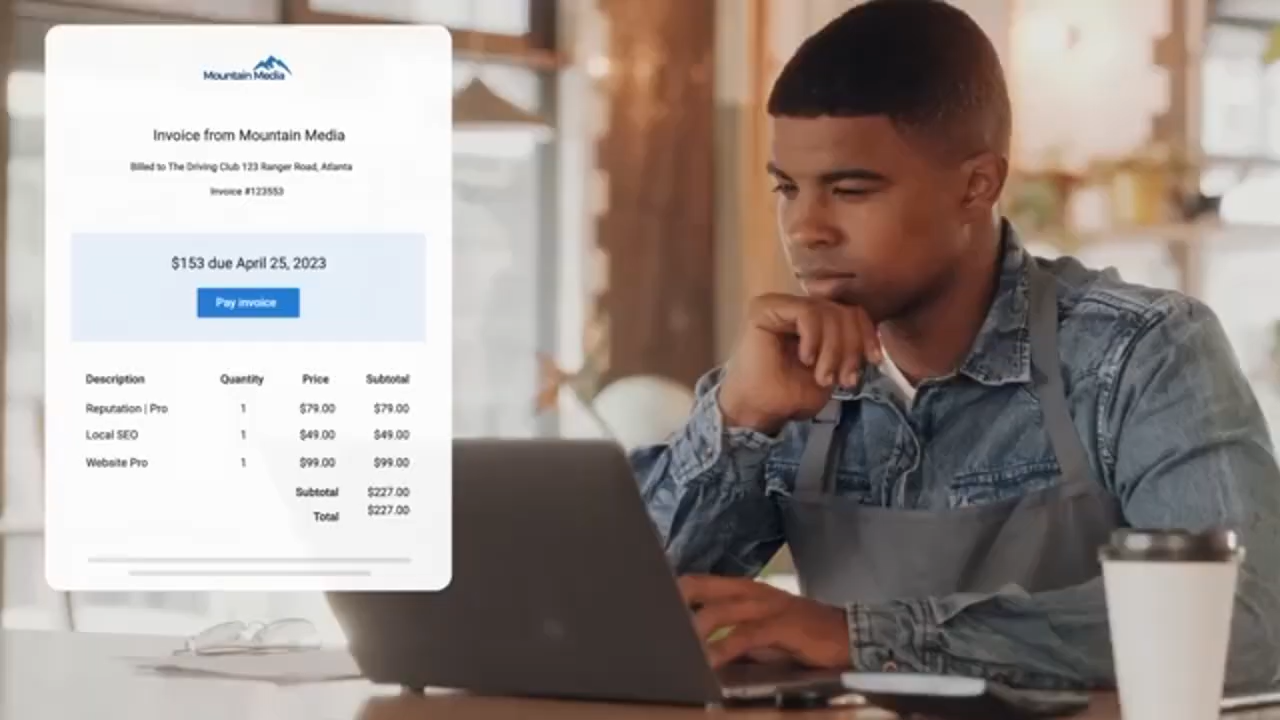 Mountain Media
Invoice from Mountain Media
Billed to The Driving Club 123 Ranger Road, Atlanta
Invoice #123553
$153 due April 25, 2023
Pay invoice
Description Quantity Price Subtotal
Reputation | Pro 1 $79.00 $79.00
Local SEO 1 $49.00 $49.00
Website Pro 1 $99.00 $99.00
Subtotal $227.00
Total $227.00